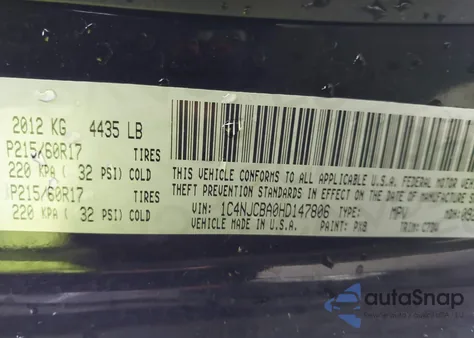 2012 KG 4435 LB
P215/60R17 TIRES
220 KPA ( 32 PSI) COLD
P215/60R17 TIRES
220 KPA ( 32 PSI) COLD
THIS VEHICLE CONFORMS TO ALL APPLICABLE U.S.A. FEDERAL MOTOR
THEFT PREVENTION STANDARDS IN EFFECT ON THE DATE OF MANUFAC
VIN: 1C4NJCBA0HD147806 TYPE: MPV
VEHICLE MADE IN U.S.A. PAINT: PXB TRIM:
autoSnap